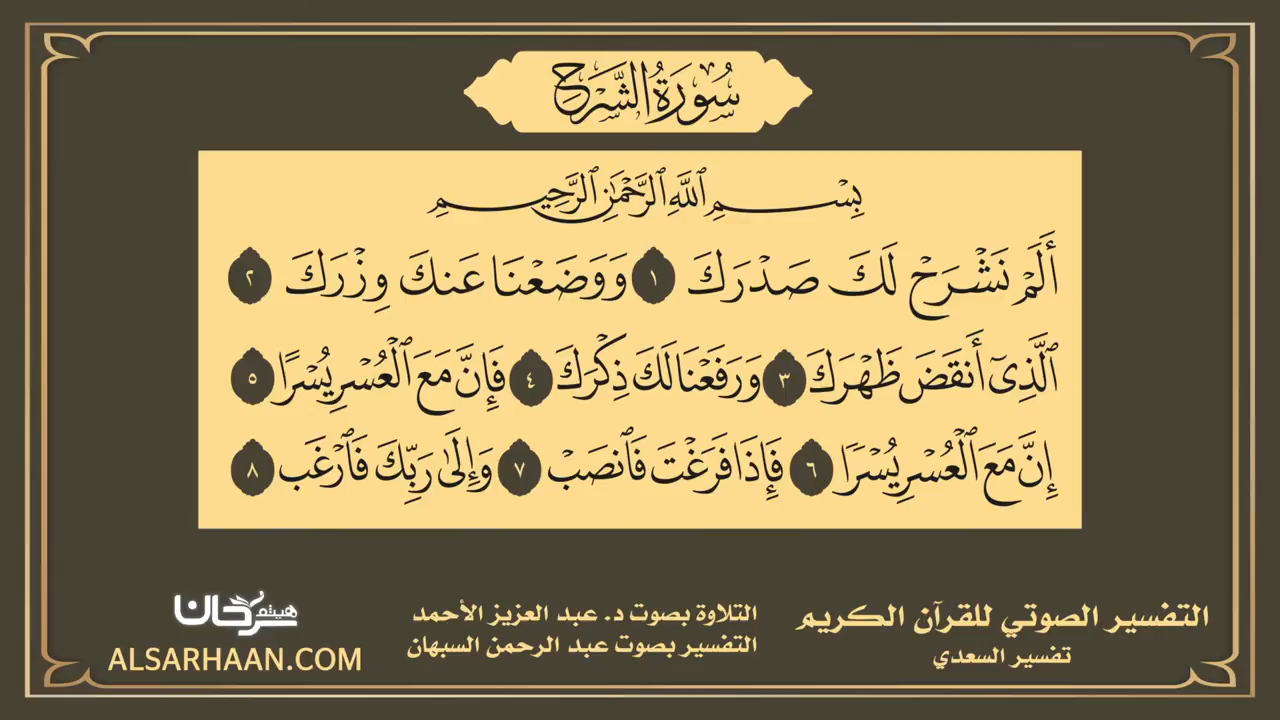 سُورَةُ الشَّرْحِ
بِسْمِ ٱللَّهِ ٱلرَّحْمَٰنِ ٱلرَّحِيمِ
أَلَمْ نَشْرَحْ لَكَ صَدْرَكَ ١ وَوَضَعْنَا عَنكَ وِزْرَكَ ٢
ٱلَّذِىٓ أَنقَضَ ظَهْرَكَ ٣ وَرَفَعْنَا لَكَ ذِكْرَكَ ٤ فَإِنَّ مَعَ ٱلْعُسْرِ يُسْرًا ٥
إِنَّ مَعَ ٱلْعُسْرِ يُسْرًا ٦ فَإِذَا فَرَغْتَ فَٱنصَبْ ٧ وَإِلَىٰ رَبِّكَ فَٱرْغَب ٨
التفسير الصوتي للقرآن الكريم
تفسير السعدي
التلاوة بصوت د. عبد العزيز الأحمد
التفسير بصوت عبد الرحمن السبهان
هيثم سرحان
ALSARHAAN.COM